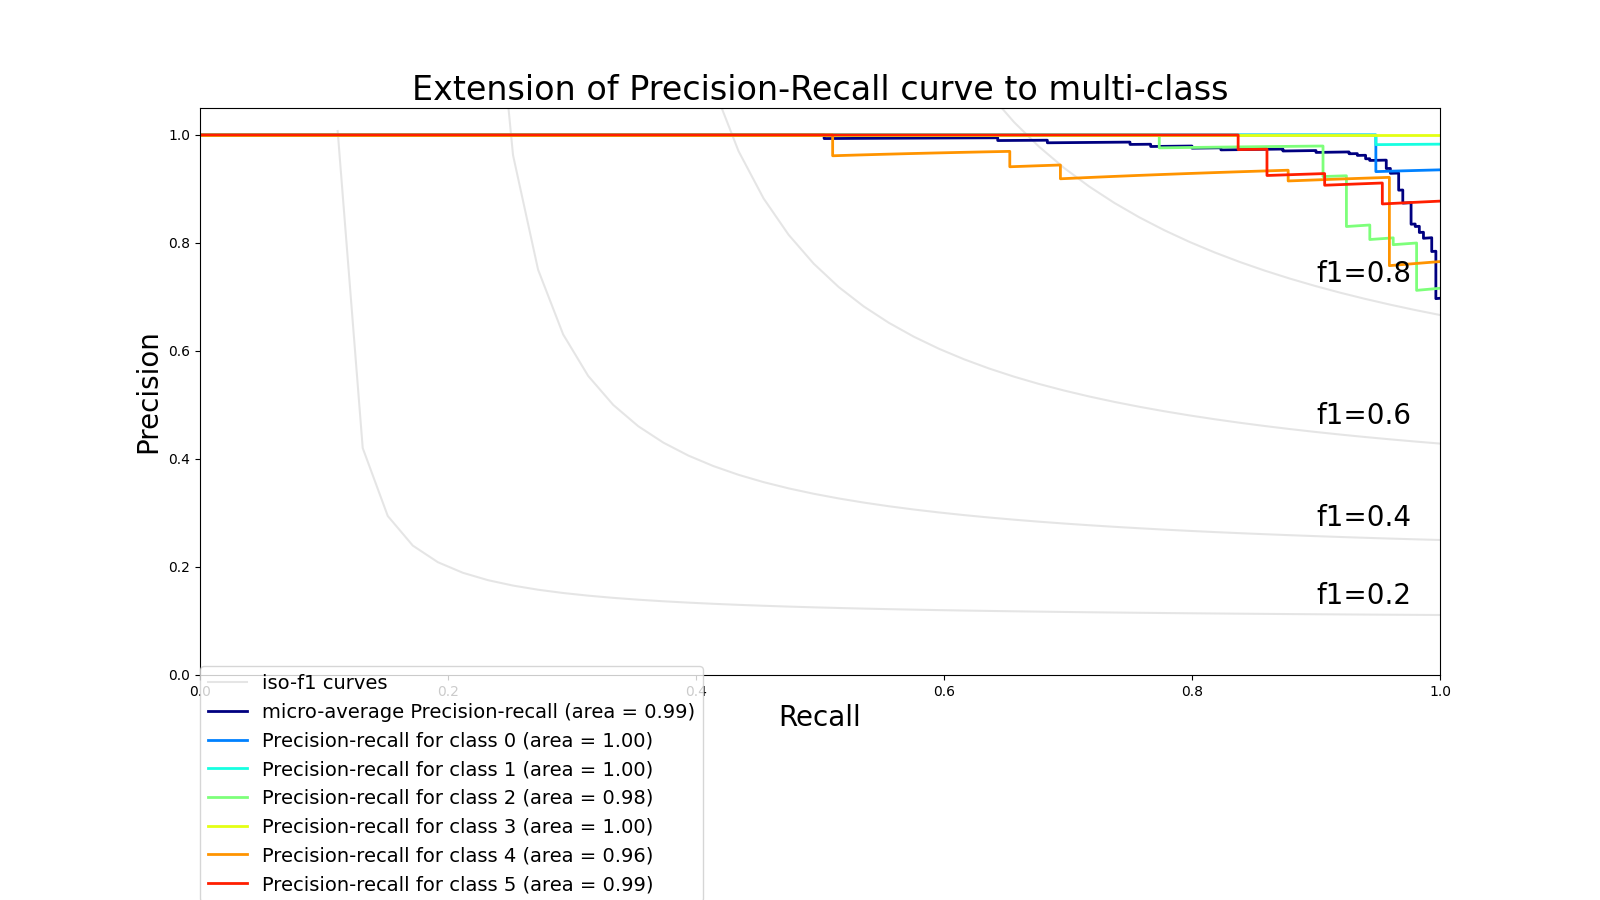 Extension of Precision-Recall curve to multi-class
1.0
0.8
0.6
0.4
0.2
0.0
Precision
f1=0.8
f1=0.6
f1=0.4
f1=0.2
0.0 0.2 0.4 0.6 0.8 1.0
Recall
iso-f1 curves
micro-average Precision-recall (area = 0.99)
Precision-recall for class 0 (area = 1.00)
Precision-recall for class 1 (area = 1.00)
Precision-recall for class 2 (area = 0.98)
Precision-recall for class 3 (area = 1.00)
Precision-recall for class 4 (area = 0.96)
Precision-recall for class 5 (area = 0.99)